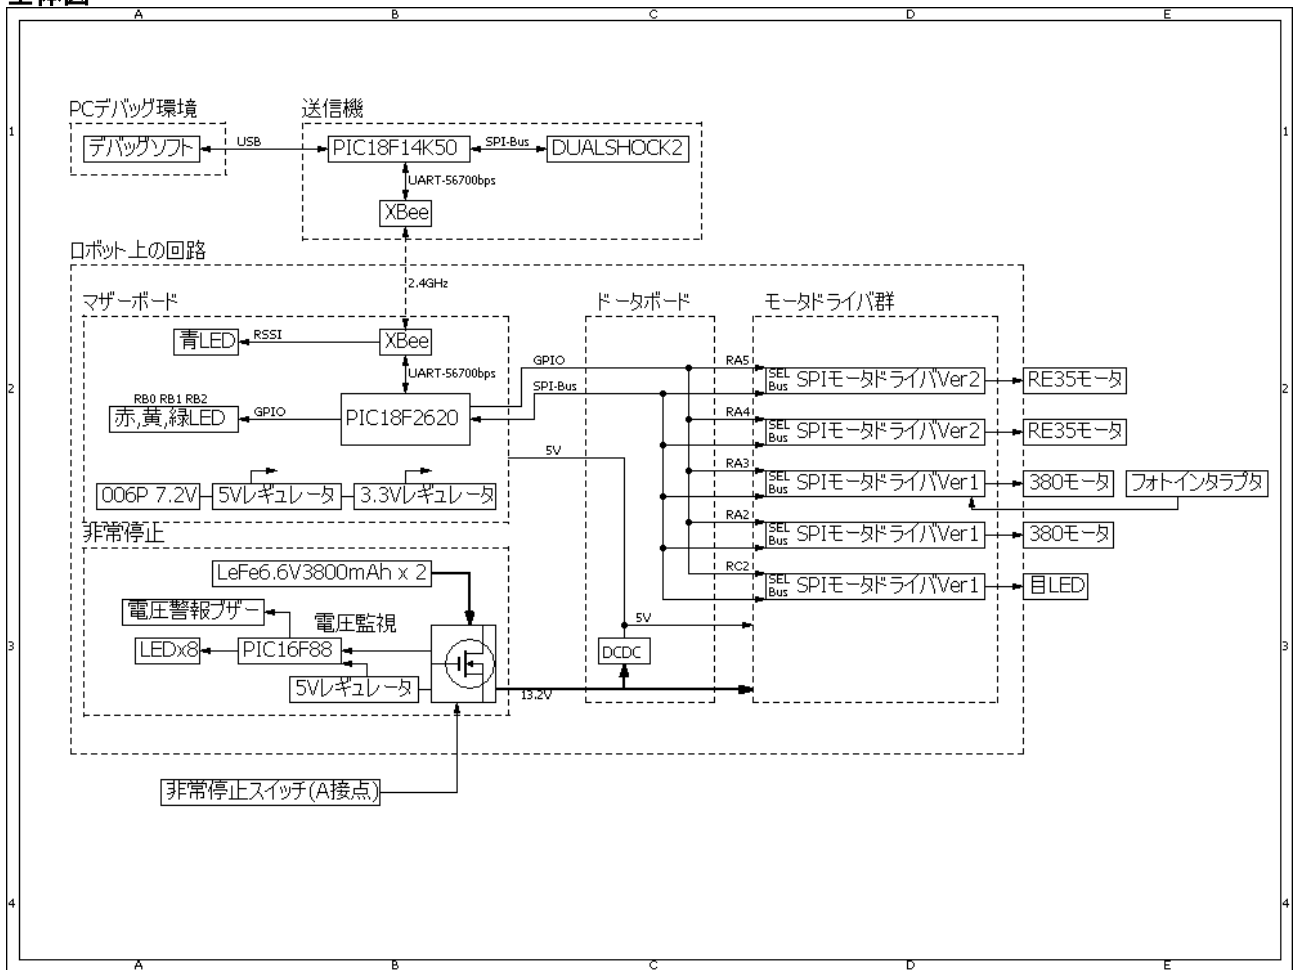 全体図
A B C D E
1 1
PCデバッグ環境
送信機
デバッグソフト
USB
PIC18F14K50
SPI-Bus
DUALSHOCK2
UART-56700bps
XBee
ロボット上の回路
2.4GHz
マザーボード
ドータボード
モータドライバ群
青LED
RSSI
XBee
UART-56700bps
GPIO
RA5
SEL
Bus
SPIモータドライバVer2
RE35モータ
2 2
RB0 RB1 RB2
赤,黄,緑LED
GPIO
PIC18F2620
SPI-Bus
RA4
SEL
Bus
SPIモータドライバVer2
RE35モータ
5V
RA3
SEL
Bus
SPIモータドライバVer1
380モータ
フォトインタラプタ
006P 7.2V
5Vレギュレータ
3.3Vレギュレータ
RA2
SEL
Bus
SPIモータドライバVer1
380モータ
非常停止
LeFe6.6V3800mAh x 2
RC2
SEL
Bus
SPIモータドライバVer1
目LED
電圧警報ブザー
電圧監視
5V
3 3
LEDx8
PIC16F88
DCDC
5Vレギュレータ
13.2V
非常停止スイッチ(A接点)
4 4
A B C D E